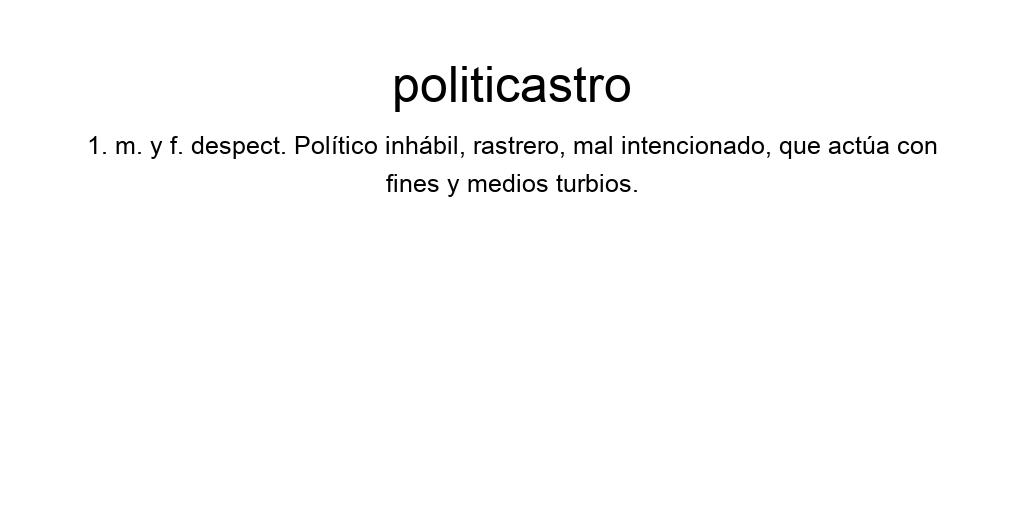 politicastro
1. m. y f. despect. Político inhábil, rastrero, mal intencionado, que actúa con
fines y medios turbios.